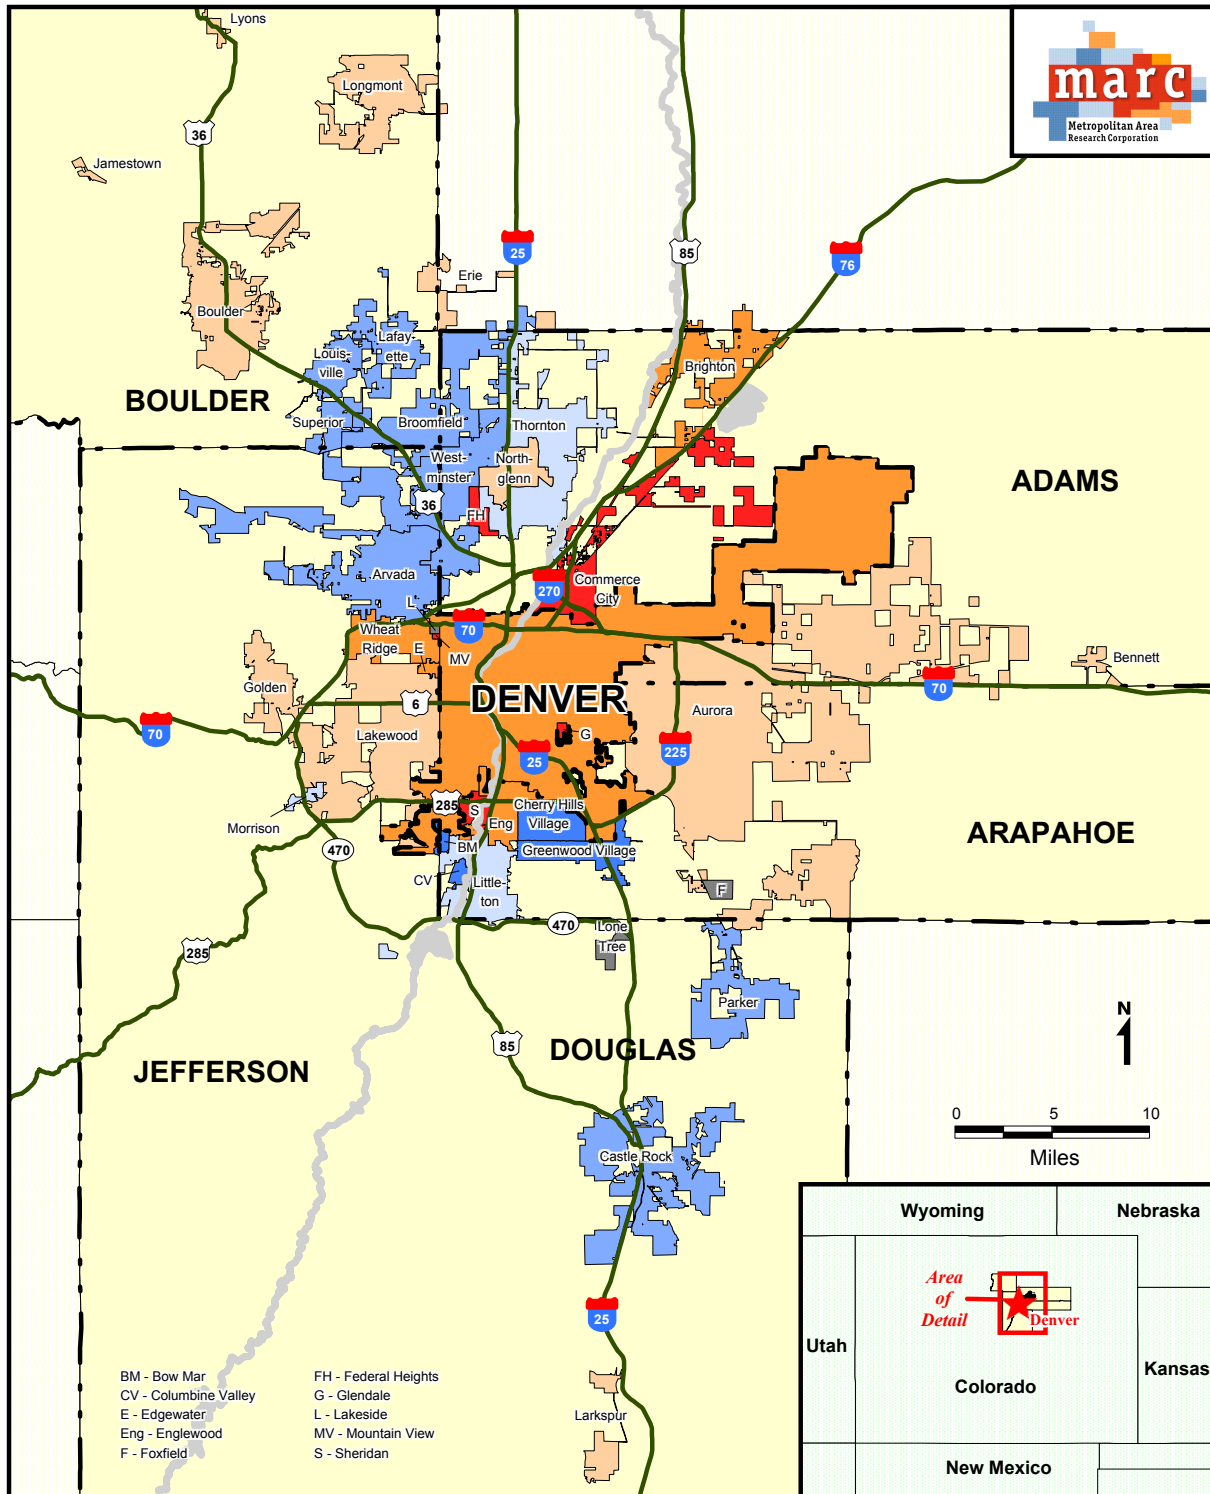 Lyons
marc
Metropolitan Area
Research Corporation
Longmont
36
Jamestown
25
85
76
Erie
Boulder
Lafay-
ette
Louis-
ville
Brighton
BOULDER
Superior
Broomfield
Thornton
West-
minster
North-
glenn
ADAMS
36
FH
Arvada
270
Commerce
City
L
70
Wheat
Ridge
E
MV
Bennett
Golden
70
DENVER
6
Aurora
70
Lakewood
G
25
225
285
S
Cherry Hills
Village
Eng
Morrison
ARAPAHOE
470
BM
Greenwood Village
CV
Little-
ton
F
470
Lone
Tree
285
Parker
N
85
DOUGLAS
JEFFERSON
0 5 10
Miles
Castle Rock
Wyoming
Nebraska
Area
of
Detail
Denver
25
Utah
Kansas
Colorado
BM - Bow Mar
CV - Columbine Valley
E - Edgewater
Eng - Englewood
F - Foxfield
FH - Federal Heights
G - Glendale
L - Lakeside
MV - Mountain View
S - Sheridan
Larkspur
New Mexico